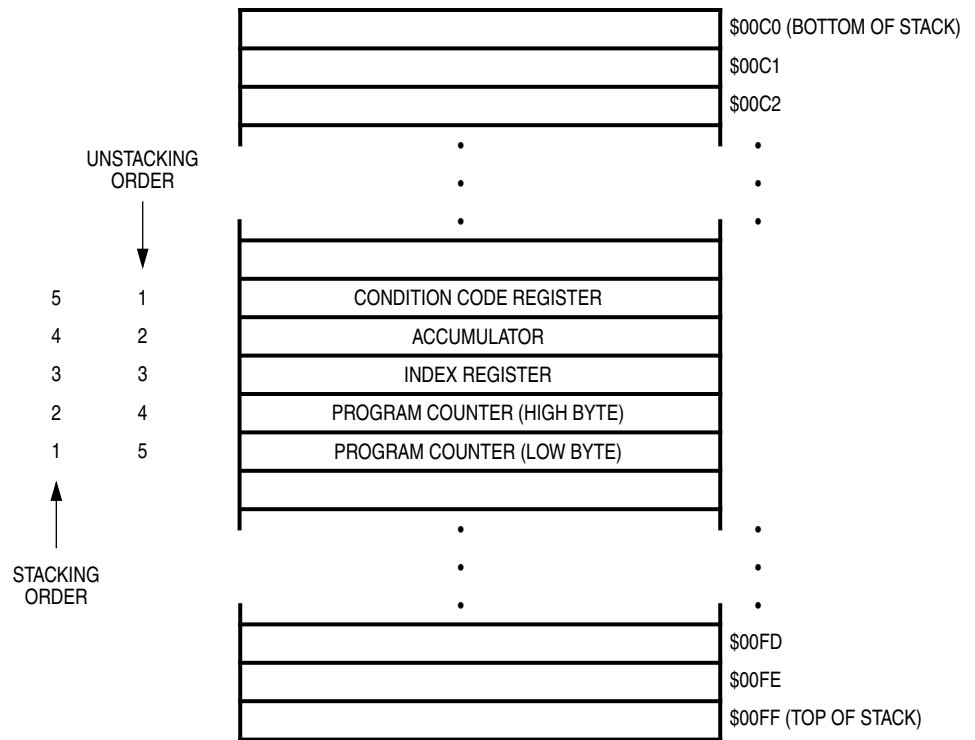 $00C0 (BOTTOM OF STACK)
$00C1
$00C2
UNSTACKING
ORDER
5 1 CONDITION CODE REGISTER
4 2 ACCUMULATOR
3 3 INDEX REGISTER
2 4 PROGRAM COUNTER (HIGH BYTE)
1 5 PROGRAM COUNTER (LOW BYTE)
STACKING
ORDER
$00FD
$00FE
$00FF (TOP OF STACK)